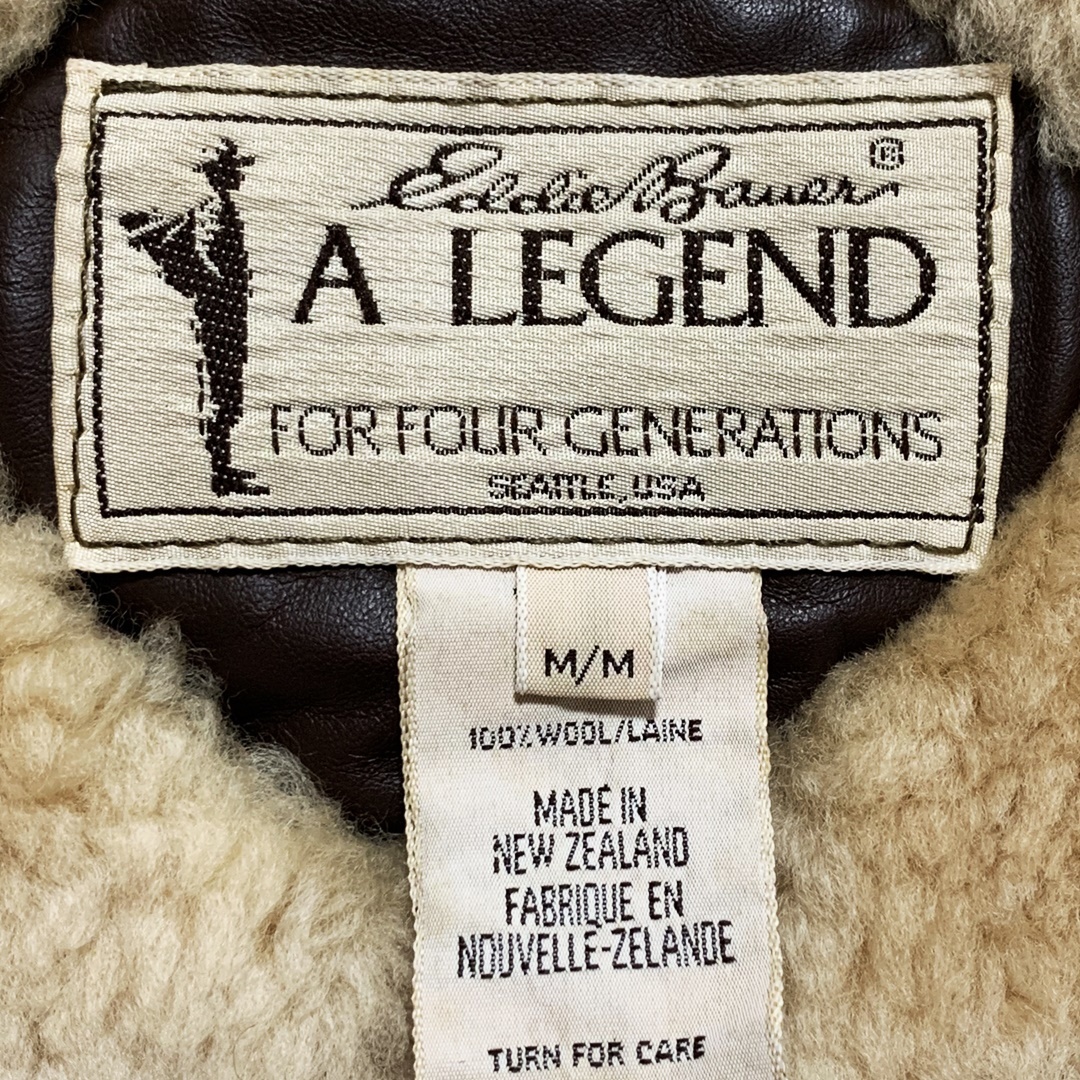 Eddie Bauer ®
A LEGEND
FOR FOUR GENERATIONS
SEATTLE, USA
M/M
100% WOOL/LAINE
MADE IN
NEW ZEALAND
FABRIQUE EN
NOUVELLE-ZELANDE
TURN FOR CARE